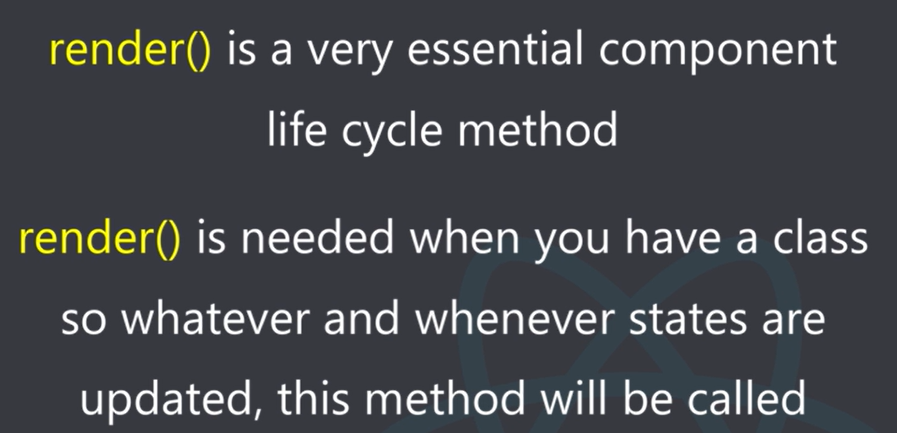 render() is a very essential component
life cycle method
render() is needed when you have a class
so whatever and whenever states are
updated, this method will be called